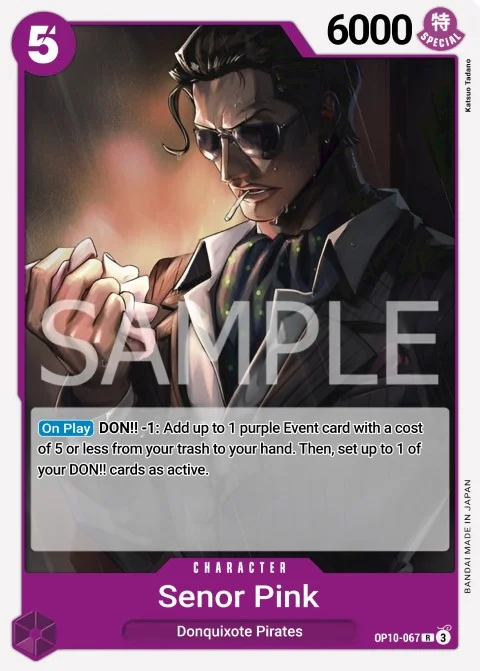 5
6000
特
SPECIAL
Katsuo Tadano
SAMPLE
On Play DON!! -1: Add up to 1 purple Event card with a cost
of 5 or less from your trash to your hand. Then, set up to 1 of
your DON!! cards as active.
BANDAI MADE IN JAPAN
CHARACTER
Senor Pink
Donquixote Pirates
OP10-067 R 3